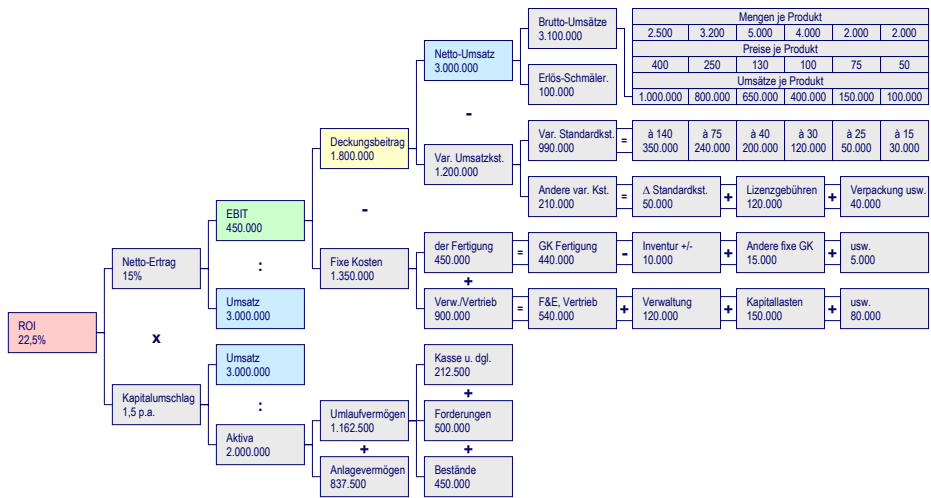 Brutto-Umsätze
3.100.000
Mengen je Produkt
2.500 3.200 5.000 4.000 2.000 2.000
Preise je Produkt
400 250 130 100 75 50
Umsätze je Produkt
1.000.000 800.000 650.000 400.000 150.000 100.000
Netto-Umsatz
3.000.000
Erlös-Schmäler.
100.000
-
Deckungsbeitrag
1.800.000
Var. Umsatzkst.
1.200.000
Var. Standardkst.
990.000
=
à 140 à 75 à 40 à 30 à 25 à 15
350.000 240.000 200.000 120.000 50.000 30.000
Andere var. Kst.
210.000
=
Δ Standardkst.
50.000
+
Lizenzgebühren
120.000
+
Verpackung usw.
40.000
EBIT
450.000
-
Netto-Ertrag
15%
:
Fixe Kosten
1.350.000
der Fertigung
450.000
=
GK Fertigung
440.000
-
Inventur +/-
10.000
+
Andere fixe GK
15.000
+
usw.
5.000
+
Umsatz
3.000.000
Verw./Vertrieb
900.000
=
F&E, Vertrieb
540.000
+
Verwaltung
120.000
+
Kapitallasten
150.000
+
usw.
80.000
ROI
22,5%
x
Umsatz
3.000.000
Kapitalumschlag
1,5 p.a.
:
Aktiva
2.000.000
Umlaufvermögen
1.162.500
+
Anlagevermögen
837.500
Kasse u. dgl.
212.500
+
Forderungen
500.000
+
Bestände
450.000